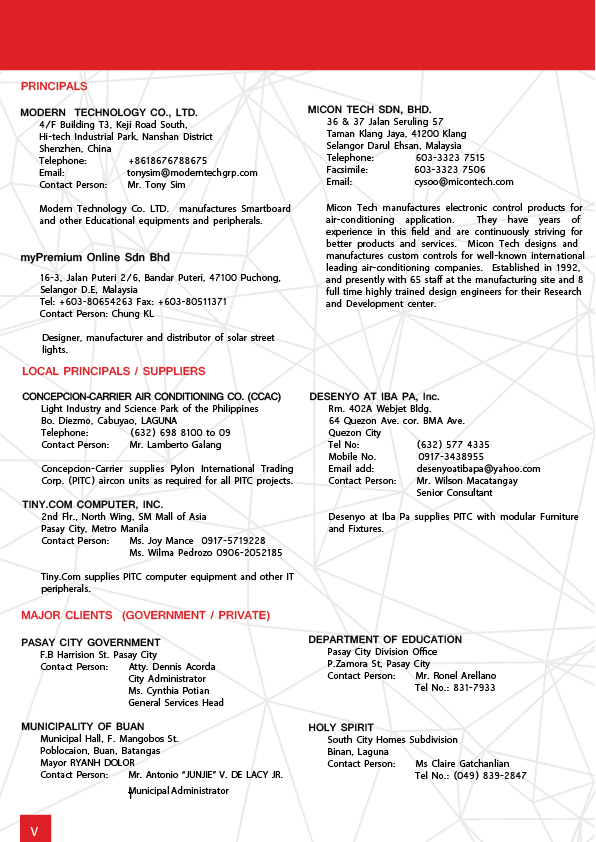 PRINCIPALS
MODERN TECHNOLOGY CO., LTD.
4/F Building T3, Keji Road South,
Hi-tech Industrial Park, Nanshan District
Shenzhen, China
Telephone: +8618676788675
Email: tonysim@moderntechgrp.com
Contact Person: Mr. Tony Sim
Modern Technology Co. LTD. manufactures Smartboard
and other Educational equipments and peripherals.
myPremium Online Sdn Bhd
16-3, Jalan Puteri 2/6, Bandar Puteri, 47100 Puchong,
Selangor D.E, Malaysia
Tel: +603-80654263 Fax: +603-80511371
Contact Person: Chung KL
Designer, manufacturer and distributor of solar street
lights.
MICON TECH SDN, BHD.
36 & 37 Jalan Seruling 57
Taman Klang Jaya, 41200 Klang
Selangor Darul Ehsan, Malaysia
Telephone: 603-3323 7515
Facsimile: 603-3323 7506
Email: cysoo@micontech.com
Micon Tech manufactures electronic control products for
air-conditioning application. They have years of
experience in this field and are continuously striving for
better products and services. Micon Tech designs and
manufactures custom controls for well-known international
leading air-conditioning companies. Established in 1992,
and presently with 65 staff at the manufacturing site and 8
full time highly trained design engineers for their Research
and Development center.
LOCAL PRINCIPALS / SUPPLIERS
CONCEPCION-CARRIER AIR CONDITIONING CO. (CCAC)
Light Industry and Science Park of the Philippines
Bo. Diezmo, Cabuyao, LAGUNA
Telephone: (632) 698 8100 to 09
Contact Person: Mr. Lamberto Galang
Concepcion-Carrier supplies Pylon International Trading
Corp. (PITC) aircon units as required for all PITC projects.
TINY.COM COMPUTER, INC.
2nd Flr., North Wing, SM Mall of Asia
Pasay City, Metro Manila
Contact Person: Ms. Joy Mance 0917-5719228
Ms. Wilma Pedrozo 0906-2052185
Tiny.Com supplies PITC computer equipment and other IT
peripherals.
DESENYO AT IBA PA, Inc.
Rm. 402A Webjet Bldg.
64 Quezon Ave. cor. BMA Ave.
Quezon City
Tel No: (632) 577 4335
Mobile No. 0917-3438955
Email add: desenyoatibapa@yahoo.com
Contact Person: Mr. Wilson Macatangay
Senior Consultant
Desenyo at Iba Pa supplies PITC with modular Furniture
and Fixtures.
MAJOR CLIENTS (GOVERNMENT / PRIVATE)
PASAY CITY GOVERNMENT
F.B Harrision St. Pasay City
Contact Person: Atty. Dennis Acorda
City Administrator
Ms. Cynthia Potian
General Services Head
MUNICIPALITY OF BUAN
Municipal Hall, F. Mangobos St.
Poblocaion, Buan, Batangas
Mayor RYANH DOLOR
Contact Person: Mr. Antonio "JUNJIE" V. DE LACY JR.
Municipal Administrator
DEPARTMENT OF EDUCATION
Pasay City Division Office
P.Zamora St, Pasay City
Contact Person: Mr. Ronel Arellano
Tel No.: 831-7933
HOLY SPIRIT
South City Homes Subdivision
Binan, Laguna
Contact Person: Ms Claire Gatchanlian
Tel No.: (049) 839-2847
V